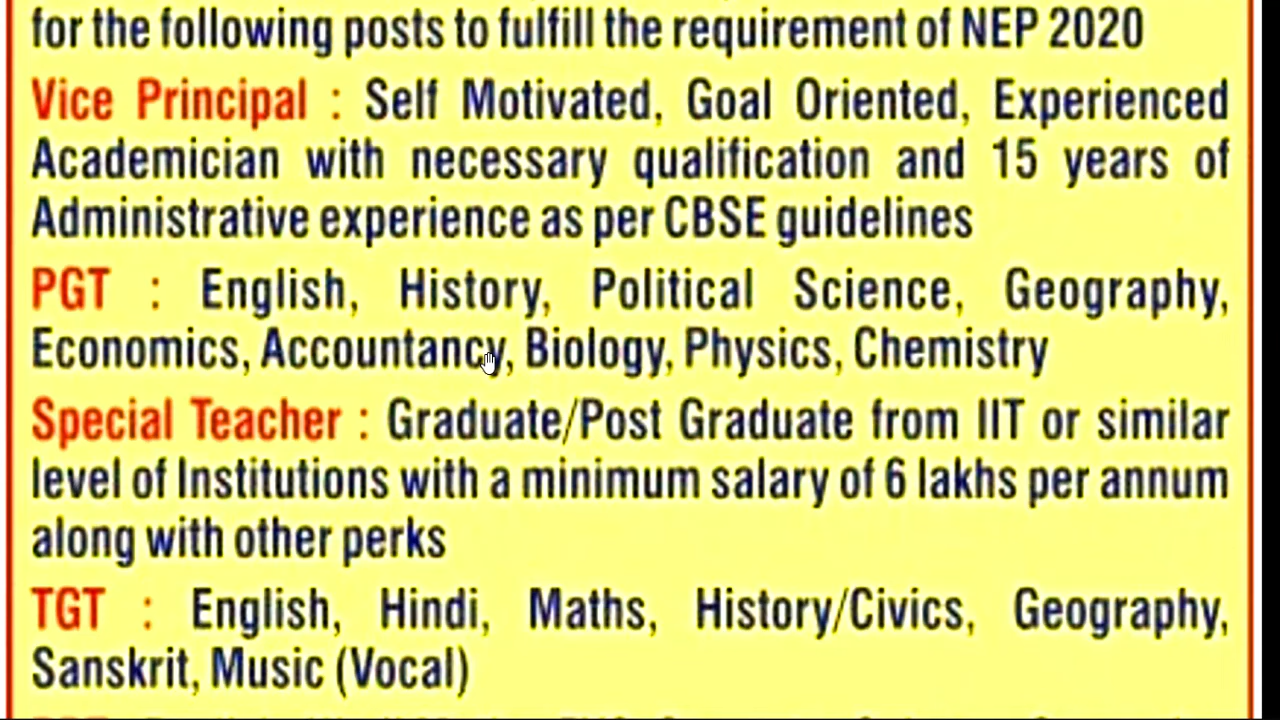 for the following posts to fulfill the requirement of NEP 2020
Vice Principal : Self Motivated, Goal Oriented, Experienced
Academician with necessary qualification and 15 years of
Administrative experience as per CBSE guidelines
PGT : English, History, Political Science, Geography,
Economics, Accountancy, Biology, Physics, Chemistry
Special Teacher : Graduate/Post Graduate from IIT or similar
level of Institutions with a minimum salary of 6 lakhs per annum
along with other perks
TGT : English, Hindi, Maths, History/Civics, Geography,
Sanskrit, Music (Vocal)